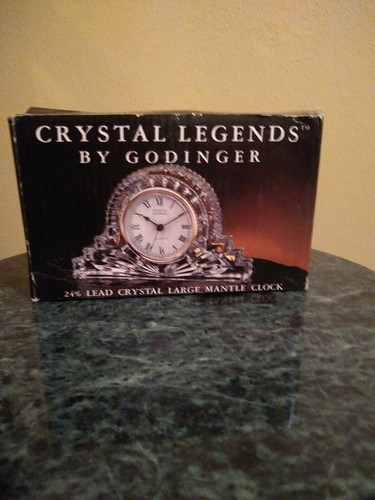 CRYSTAL LEGENDS™
BY GODINGER
24% LEAD CRYSTAL LARGE MANTLE CLOCK